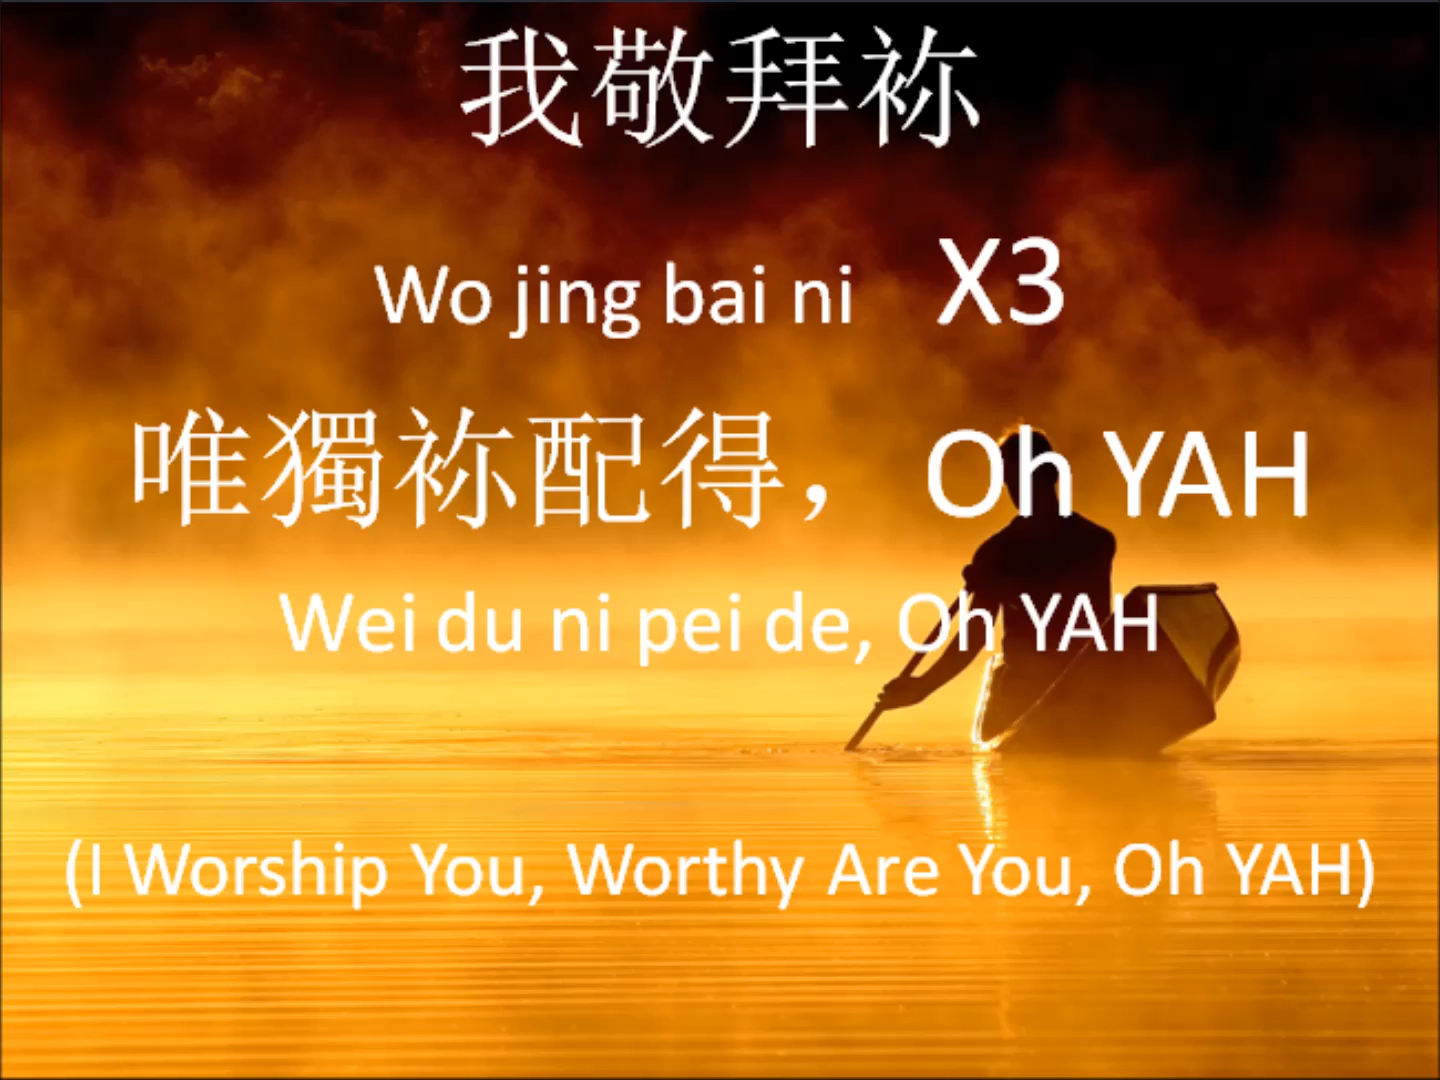 我敬拜祢
Wo jing bai ni X3
唯獨祢配得， Oh YAH
Wei du ni pei de, Oh YAH
(I Worship You, Worthy Are You, Oh YAH)